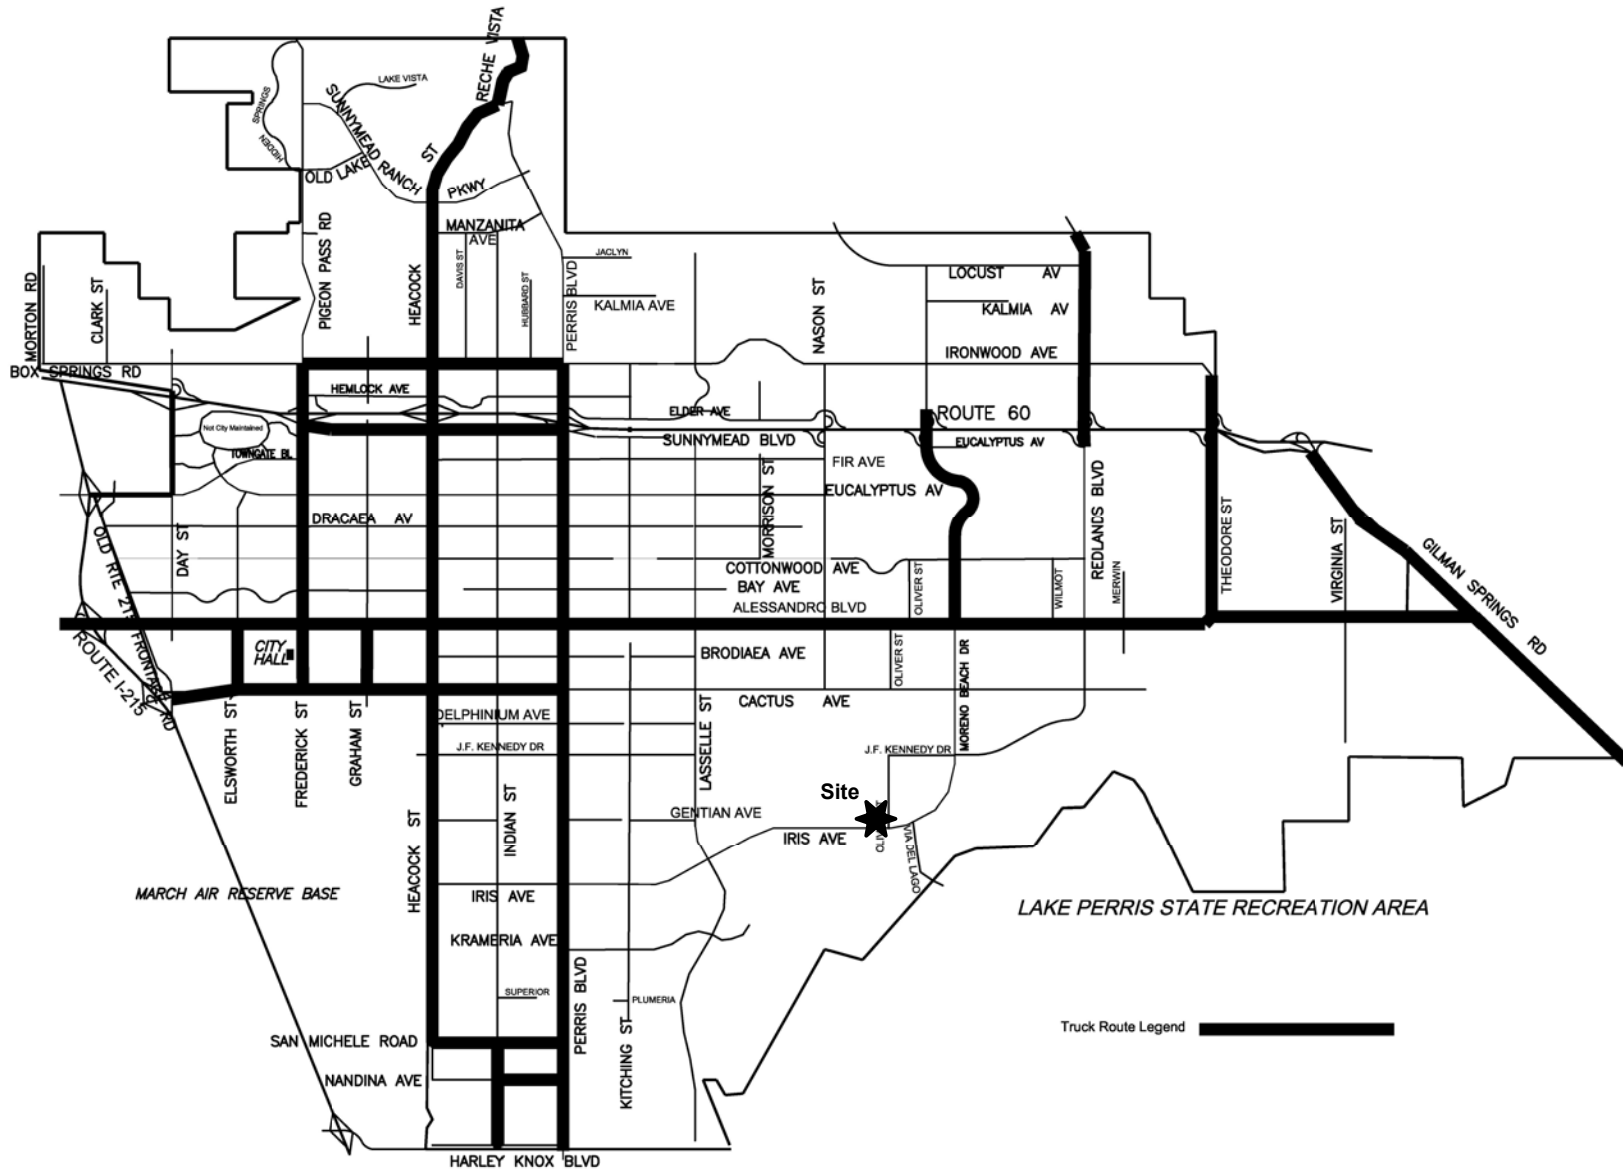 RECHE VISTA
LAKE VISTA
SPRINGS
HIDDEN
SUNNYMEAD RANCH
PKWY
OLD LAKE
ST
HEACOCK
MANZANITA
AVE
DAVIS ST
HUBBARD ST
PERRIS BLVD
JACLYN
KALMIA AVE
PIGEON PASS RD
MORTON RD
CLARK ST
BOX SPRINGS RD
NASON ST
LOCUST AV
KALMIA AV
IRONWOOD AVE
HEMLOCK AVE
ELDER AVE
ROUTE 60
SUNNYMEAD BLVD
EUCALYPTUS AV
Not City Maintained
TOWNGATE BL
FIR AVE
EUCALYPTUS AV
MORRISON ST
REDLANDS BLVD
THEODORE ST
VIRGINIA ST
GILMAN SPRINGS RD
DRACAEA AV
DAY ST
OLD RTE 215 FRONTAGE RD
COTTONWOOD AVE
BAY AVE
ALESSANDRO BLVD
OLIVER ST
WILMOT
MERWIN
ROUTE I-215
CITY
HALL
BRODIAEA AVE
OLIVER ST
MORENO BEACH DR
CACTUS AVE
ELSWORTH ST
FREDERICK ST
GRAHAM ST
DELPHINIUM AVE
J.F. KENNEDY DR
LASSELLE ST
J.F. KENNEDY DR
Site
HEACOCK ST
INDIAN ST
GENTIAN AVE
IRIS AVE
VIA DEL LAGO
MARCH AIR RESERVE BASE
IRIS AVE
LAKE PERRIS STATE RECREATION AREA
KRAMERIA AVE
PERRIS BLVD
SUPERIOR
PLUMERIA
KITCHING ST
Truck Route Legend
SAN MICHELE ROAD
NANDINA AVE
HARLEY KNOX BLVD